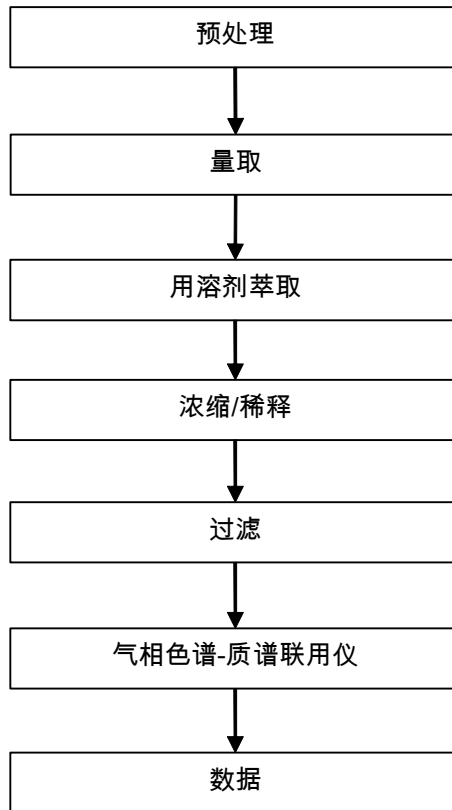 预处理
量取
用溶剂萃取
浓缩/稀释
过滤
气相色谱-质谱联用仪
数据